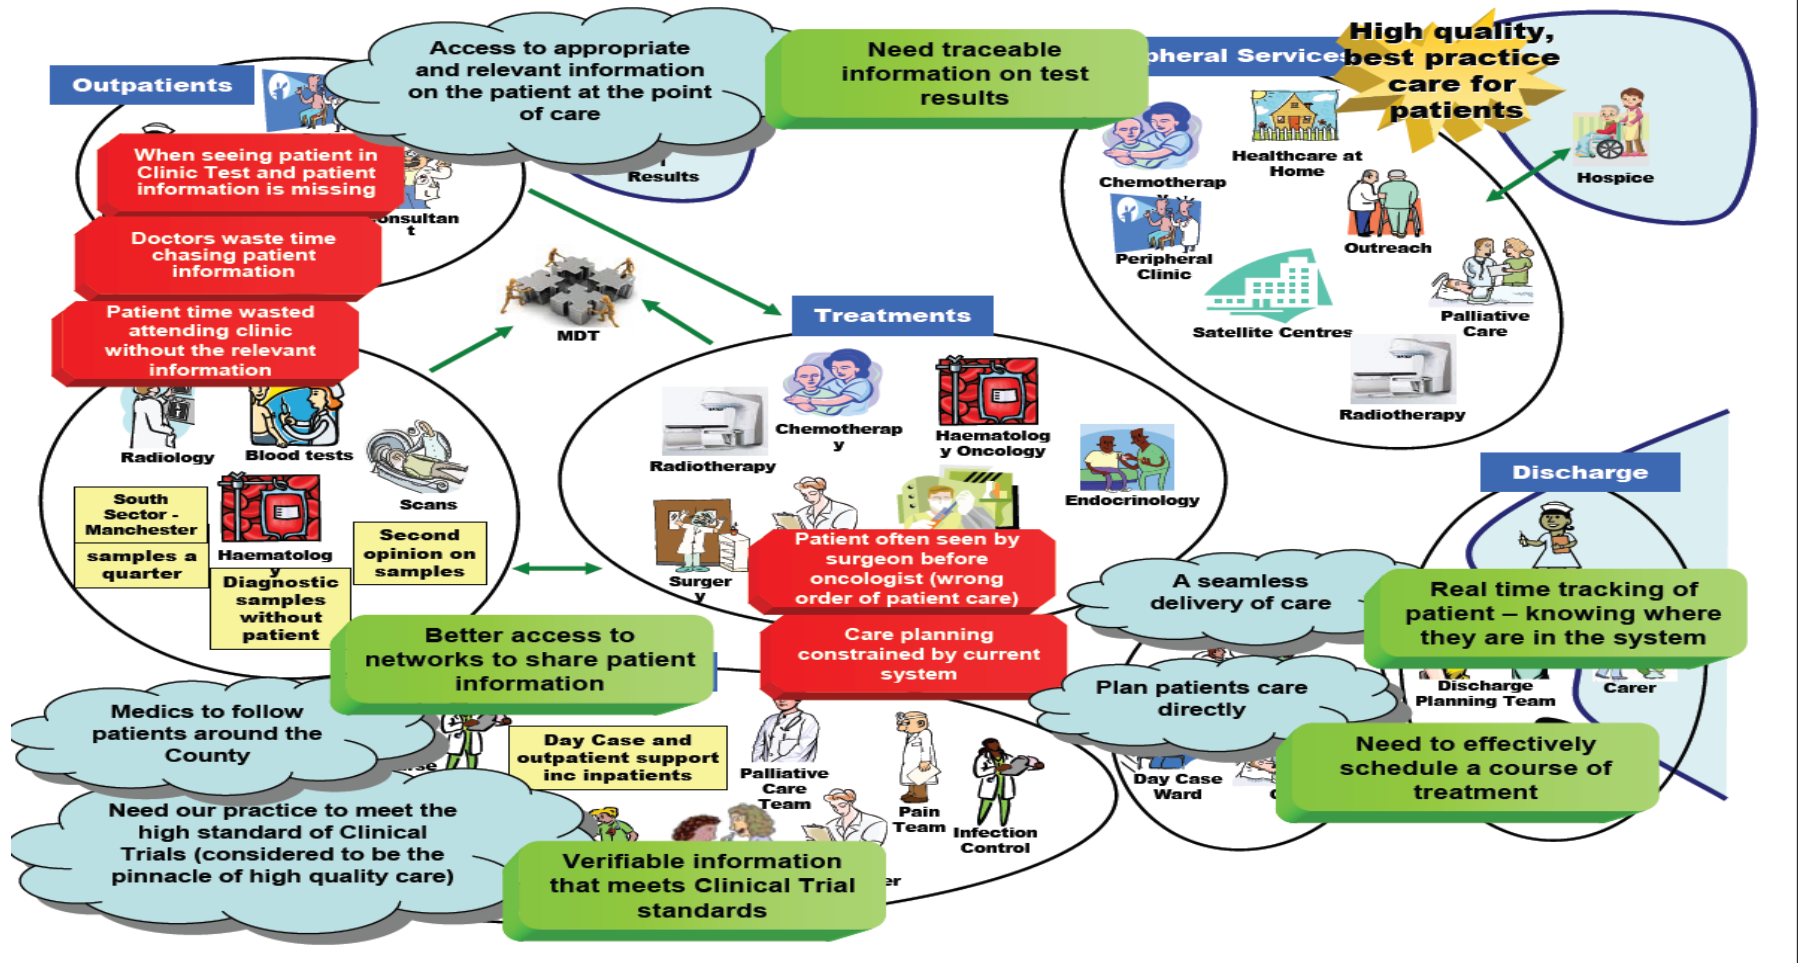 Outpatients
Access to appropriate
and relevant information
on the patient at the point
of care
Need traceable
information on test
results
pheral Services
High quality,
best practice
care for
patients
When seeing patient in
Clinic Test and patient
information is missing
onsultan
t
Results
Doctors waste time
chasing patient
information
Patient time wasted
attending clinic
without the relevant
information
MDT
Chemotherap
y
Healthcare at
Home
Hospice
Peripheral
Clinic
Outreach
Satellite Centres
Palliative
Care
Radiotherapy
Treatments
Radiology
Blood tests
Scans
South
Sector -
Manchester
samples a
quarter
Haematolog
y
Second
opinion on
samples
Diagnostic
samples
without
patient
Radiotherapy
Chemotherap
y
Haematolog
y Oncology
Endocrinology
Surger
y
Patient often seen by
surgeon before
oncologist (wrong
order of patient care)
Care planning
constrained by current
system
Discharge
A seamless
delivery of care
Real time tracking of
patient – knowing where
they are in the system
Better access to
networks to share patient
information
Plan patients care
directly
Discharge
Planning Team
Carer
Medics to follow
patients around the
County
rse
Day Case and
outpatient support
inc inpatients
Palliative
Care
Team
Pain
Team
Infection
Control
Day Case
Ward
Need to effectively
schedule a course of
treatment
Need our practice to meet the
high standard of Clinical
Trials (considered to be the
pinnacle of high quality care)
Verifiable information
that meets Clinical Trial
standards
er